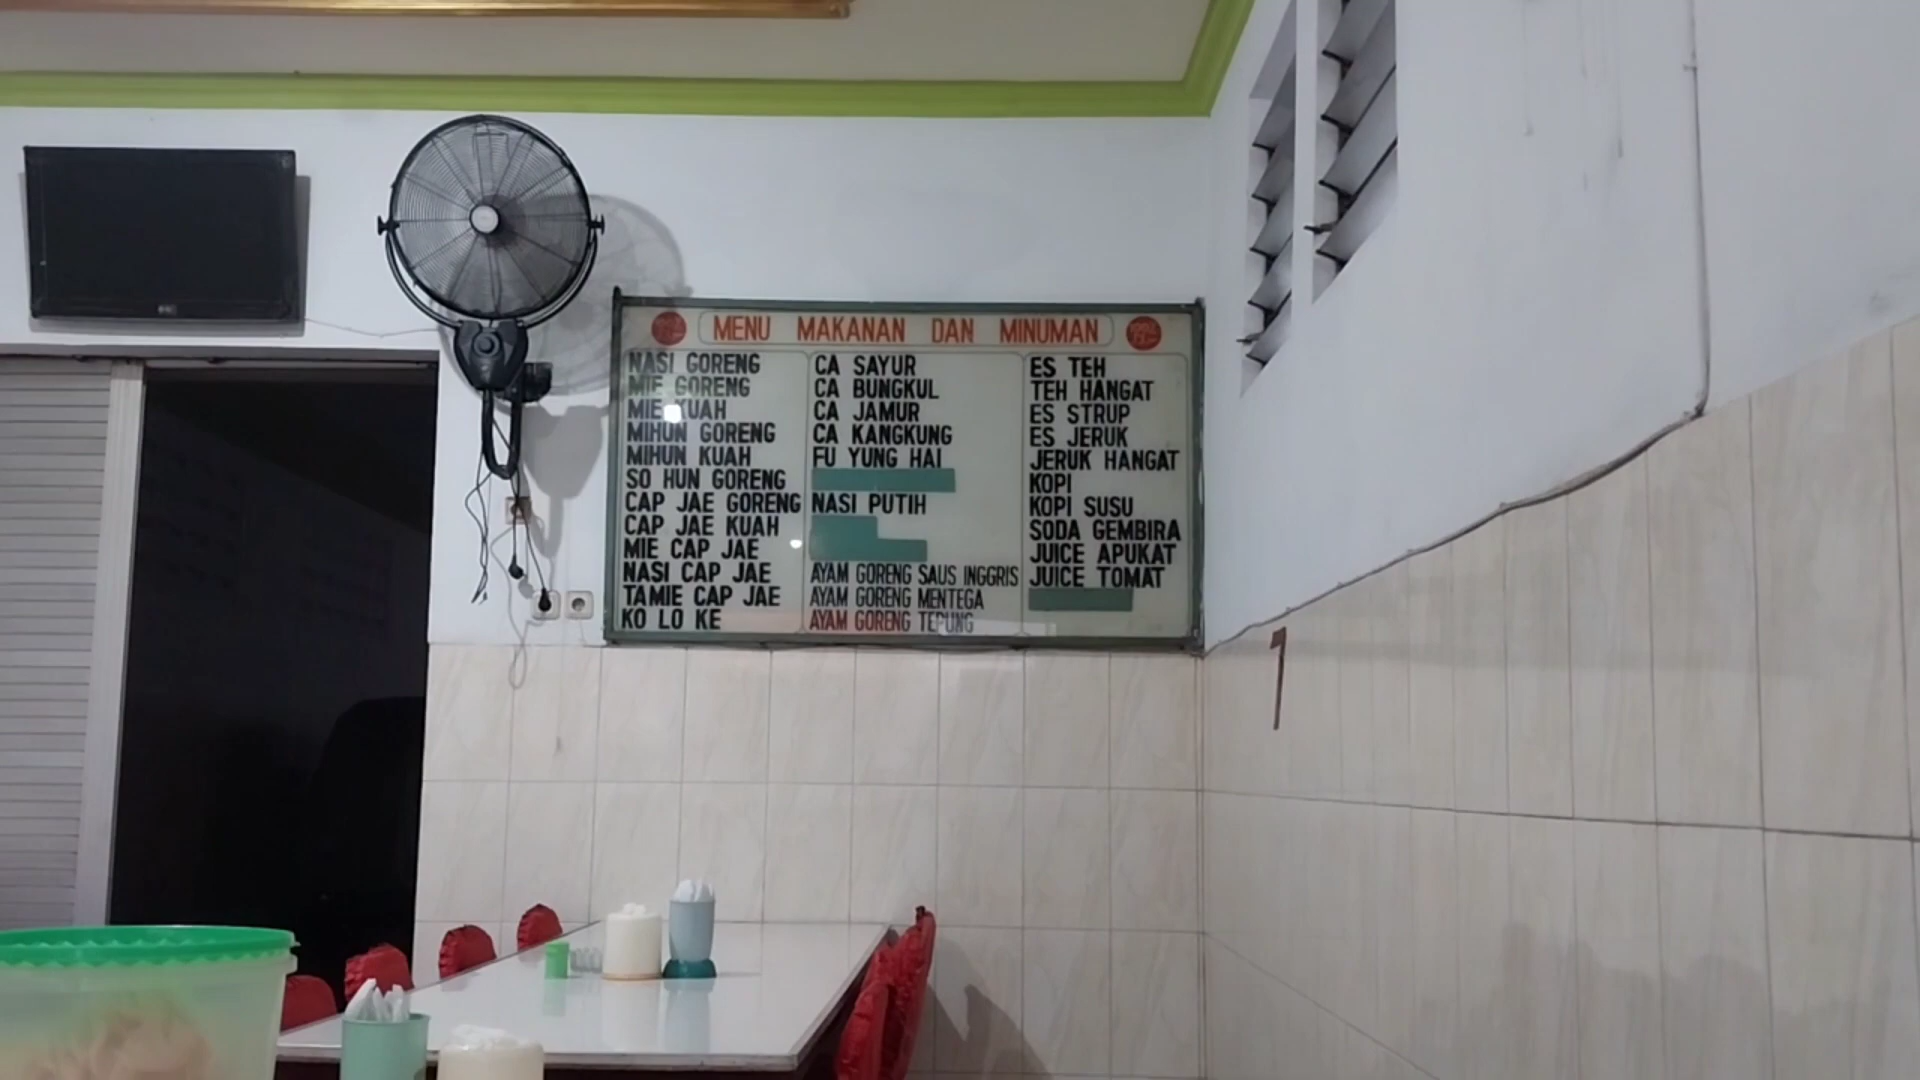 MENU MAKANAN DAN MINUMAN
NASI GORENG
MIE GORENG
MIE KUAH
MIHUN GORENG
MIHUN KUAH
SO HUN GORENG
CAP JAE GORENG
CAP JAE KUAH
MIE CAP JAE
NASI CAP JAE
TAMIE CAP JAE
KO LO KE
CA SAYUR
CA BUNGKUL
CA JAMUR
CA KANGKUNG
FU YUNG HAI
NASI PUTIH
AYAM GORENG SAUS INGGRIS
AYAM GORENG MENTEGA
AYAM GORENG TEPUNG
ES TEH
TEH HANGAT
ES STRUP
ES JERUK
JERUK HANGAT
KOPI
KOPI SUSU
SODA GEMBIRA
JUICE APUKAT
JUICE TOMAT